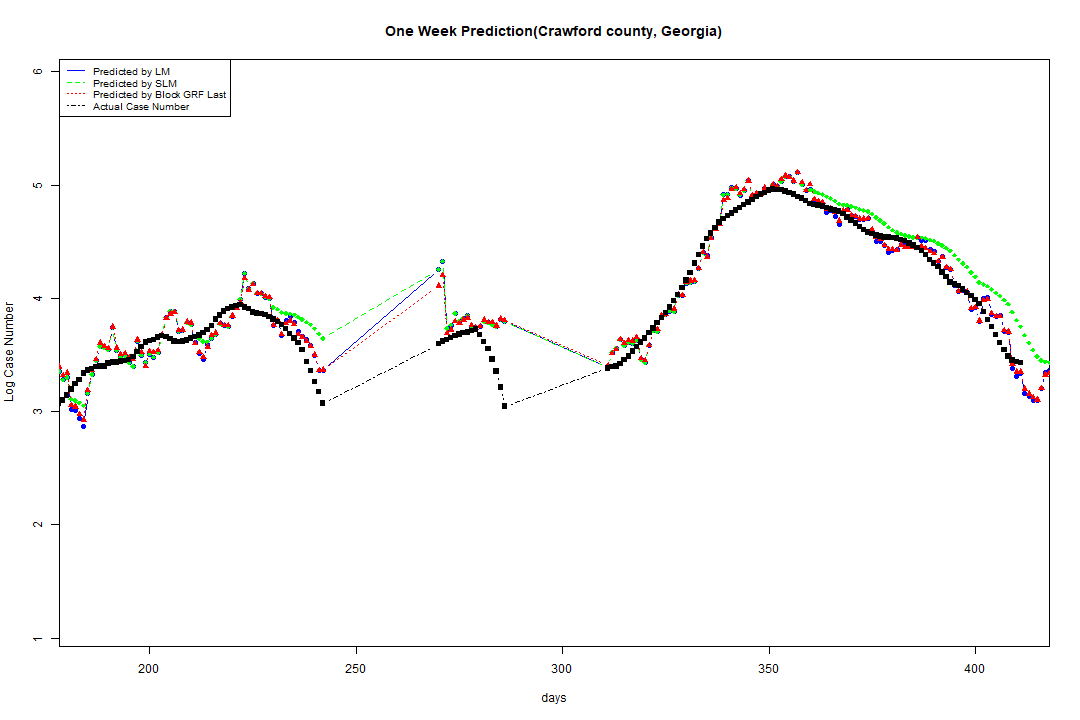 One Week Prediction(Crawford county, Georgia)
Predicted by LM
Predicted by SLM
Predicted by Block GRF Last
Actual Case Number
Log Case Number
6
5
4
3
2
1
200 250 300 350 400
days